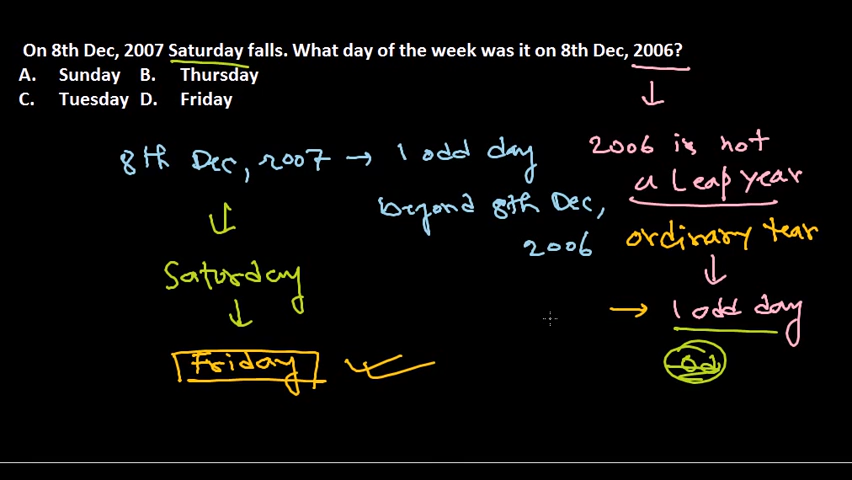 On 8th Dec, 2007 Saturday falls. What day of the week was it on 8th Dec, 2006?
A. Sunday B. Thursday
C. Tuesday D. Friday
8th Dec, 2007 → 1 odd day
beyond 8th Dec,
2006
Saturday
Friday
2006 is not
a Leap year
ordinary Year
→ 1 odd day